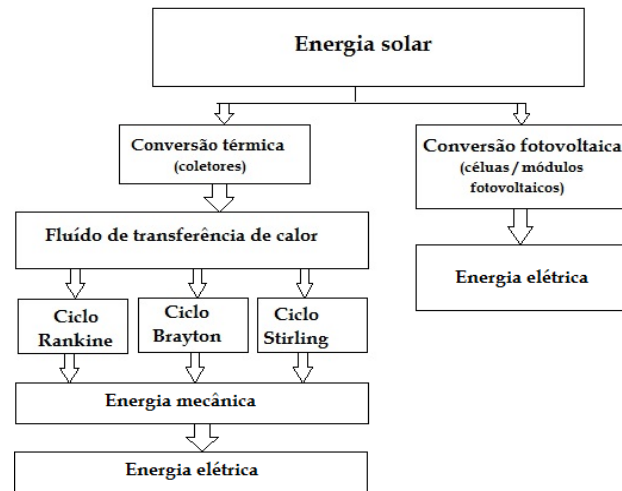 Energia solar
Conversão térmica
(coletores)
Conversão fotovoltaica
(céluas / módulos
fotovoltaicos)
Fluído de transferência de calor
Energia elétrica
Ciclo
Rankine
Ciclo
Brayton
Ciclo
Stirling
Energia mecânica
Energia elétrica